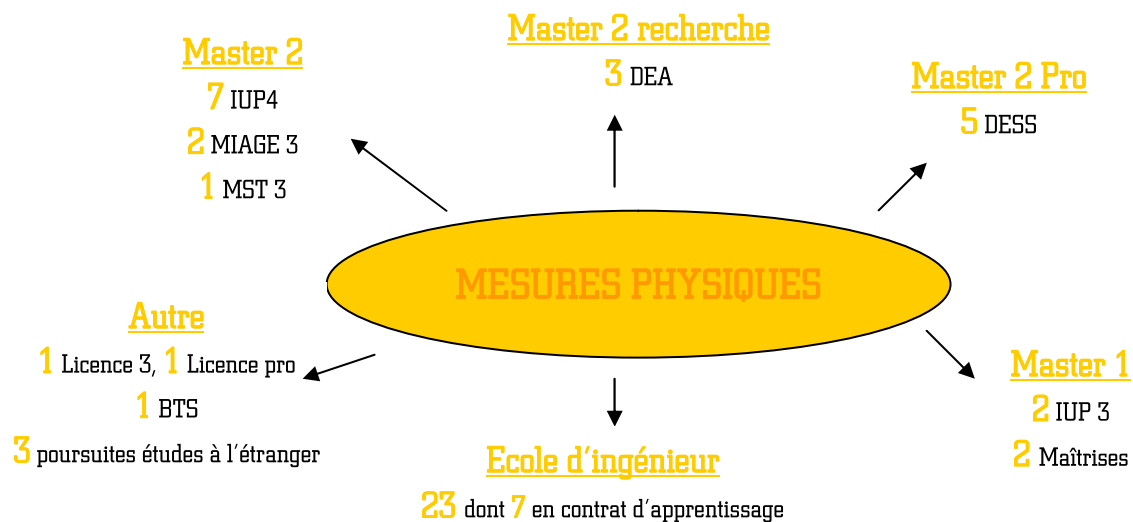 Master 2
7 IUP4
2 MIAGE 3
1 MST 3
Master 2 recherche
3 DEA
Master 2 Pro
5 DESS
MESURES PHYSIQUES
Autre
1 Licence 3, 1 Licence pro
1 BTS
3 poursuites études à l'étranger
Ecole d'ingénieur
23 dont 7 en contrat d'apprentissage
Master 1
2 IUP 3
2 Maîtrises